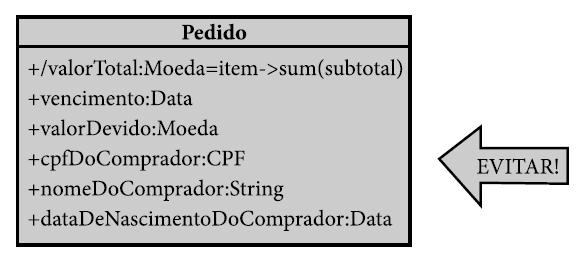 Pedido
+/valorTotal:Moeda=item->sum(subtotal)
+vencimento:Data
+valorDevido:Moeda
+cpfDoComprador:CPF
+nomeDoComprador:String
+dataDeNascimentoDoComprador:Data
EVITAR!